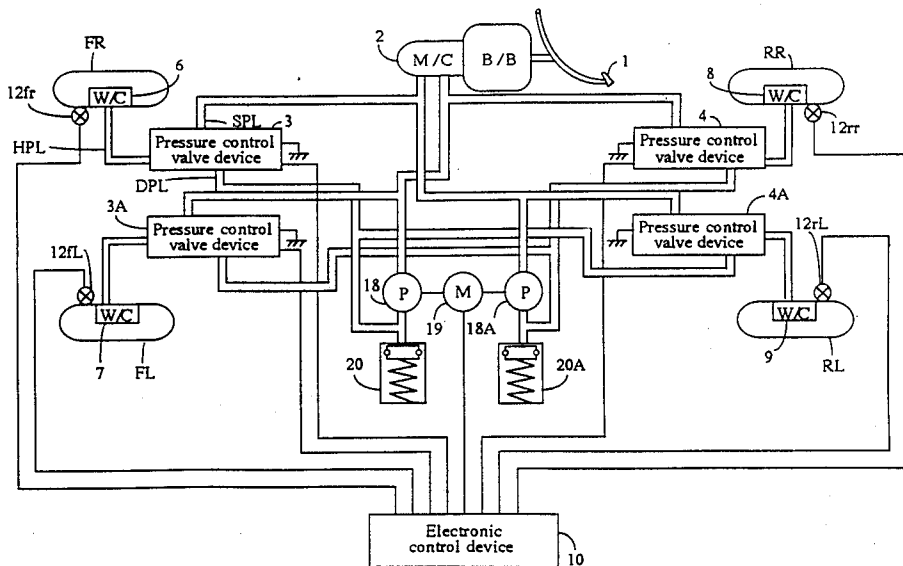 FR
2
M/C
B/B
1
RR
6
8
12fr
W/C
W/C
12rr
SPL
3
4
HPL
Pressure control
valve device
Pressure control
valve device
DPL
3A
4A
Pressure control
valve device
Pressure control
valve device
12fL
12rL
18
P
M
P
19
18A
W/C
W/C
7
FL
9
RL
20
20A
Electronic
control device
10